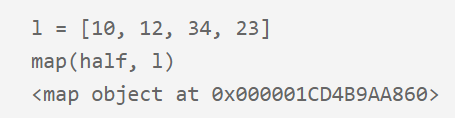 l = [10, 12, 34, 23]
map(half, l)
<map object at 0x000001CD4B9AA860>